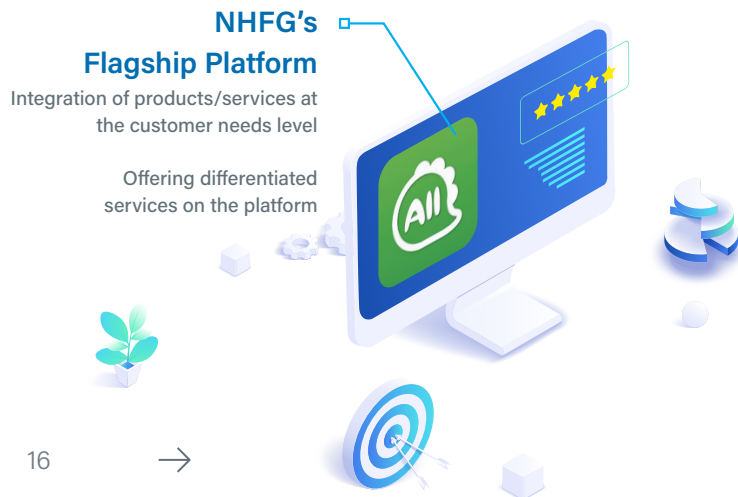 NHFG's
Flagship Platform
Integration of products/services at
the customer needs level
Offering differentiated
services on the platform
All
16